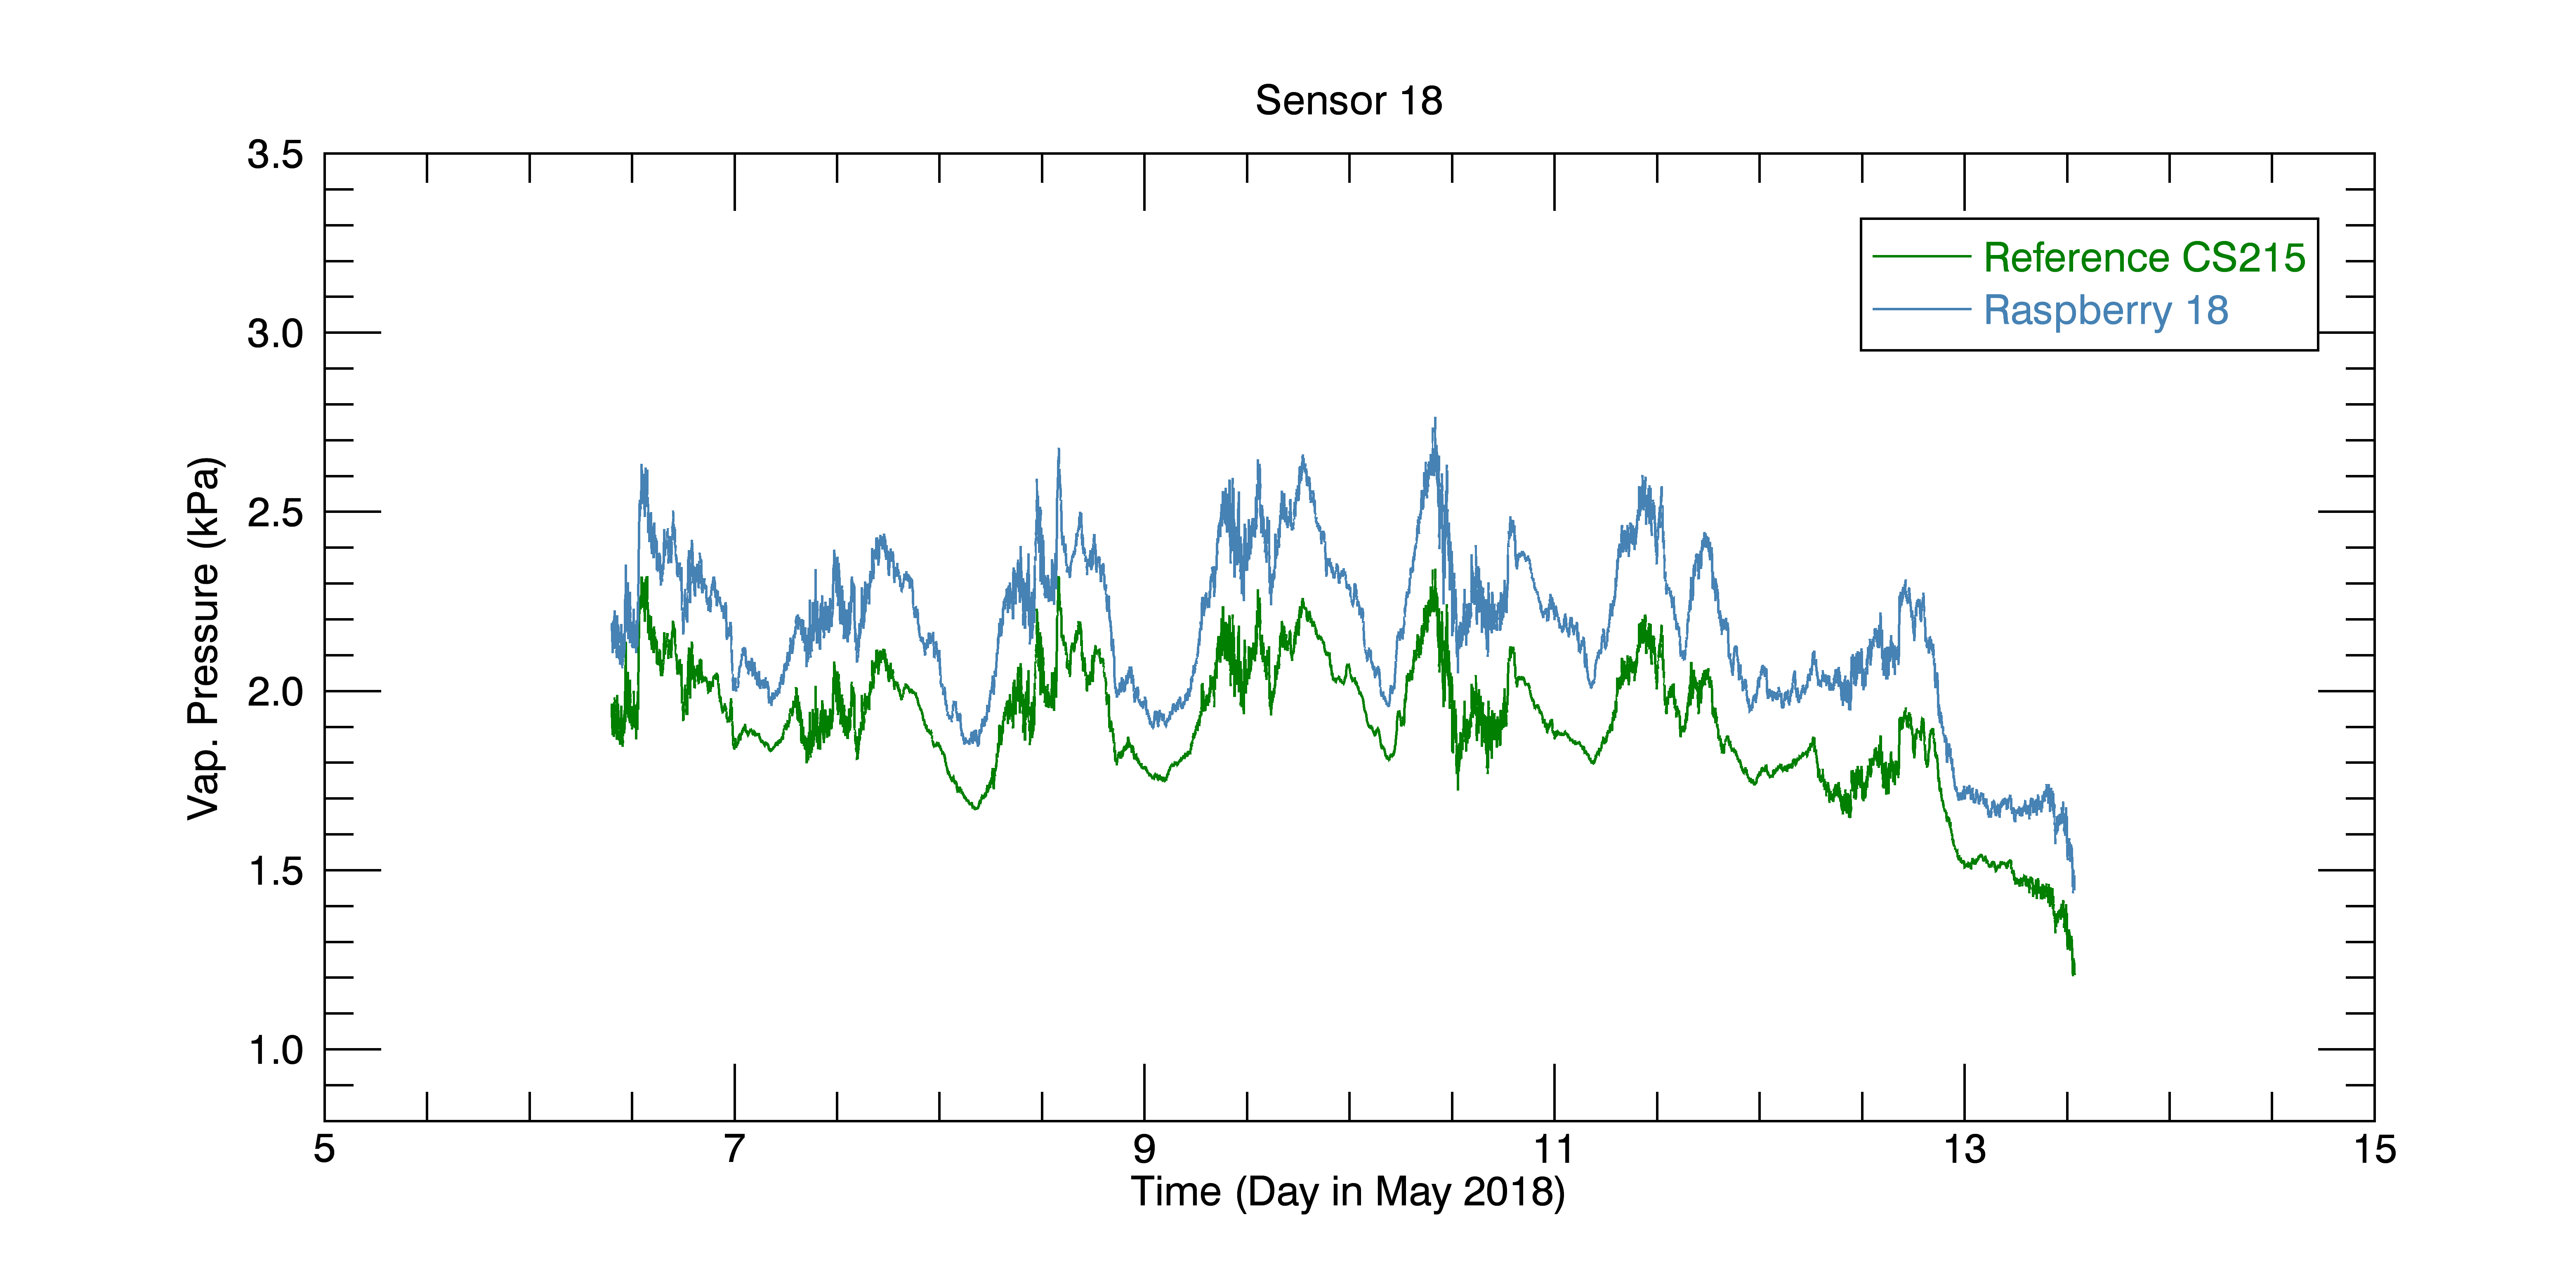 Sensor 18
3.5
3.0
2.5
2.0
1.5
1.0
Vap. Pressure (kPa)
Reference CS215
Raspberry 18
5 7 9 11 13 15
Time (Day in May 2018)